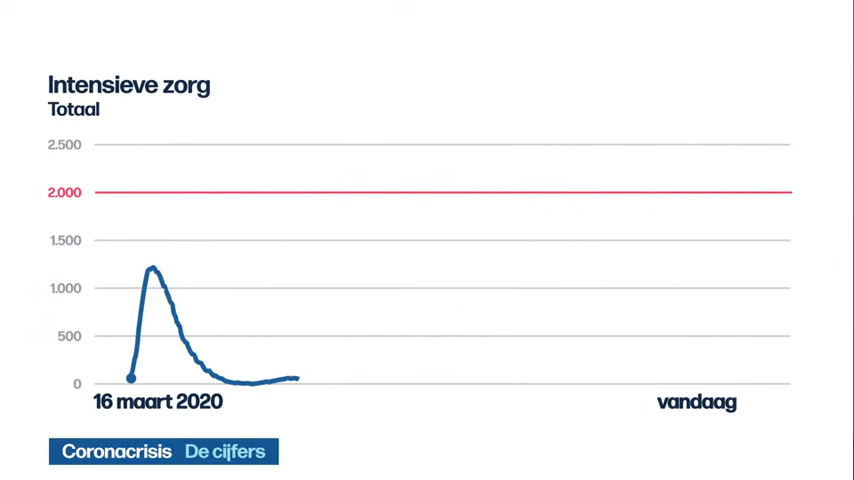 Intensieve zorg
Totaal
2.500
2.000
1.500
1.000
500
0
16 maart 2020 vandaag
Coronacrisis De cijfers